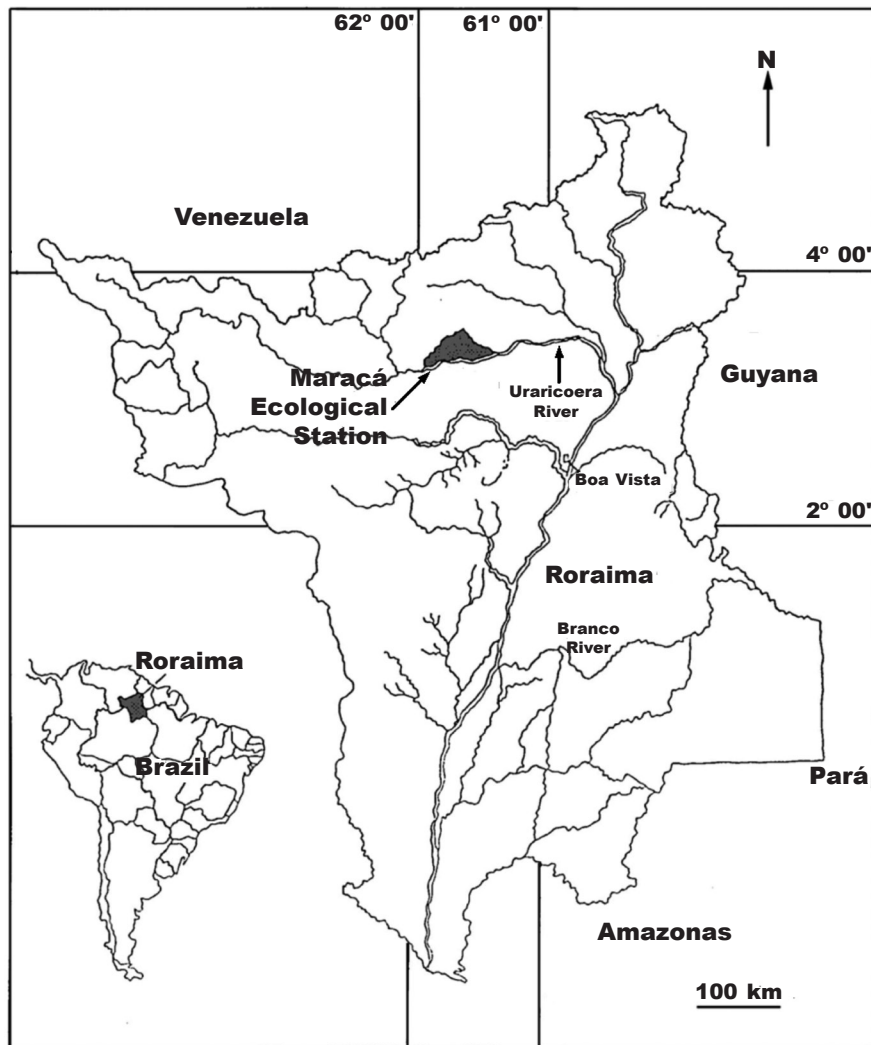 62º 00'
61º 00'
N
Venezuela
4º 00'
Maracá
Ecological
Station
Uraricoera
River
Guyana
Boa Vista
2º 00'
Roraima
Branco
River
Roraima
Brazil
Pará
Amazonas
100 km